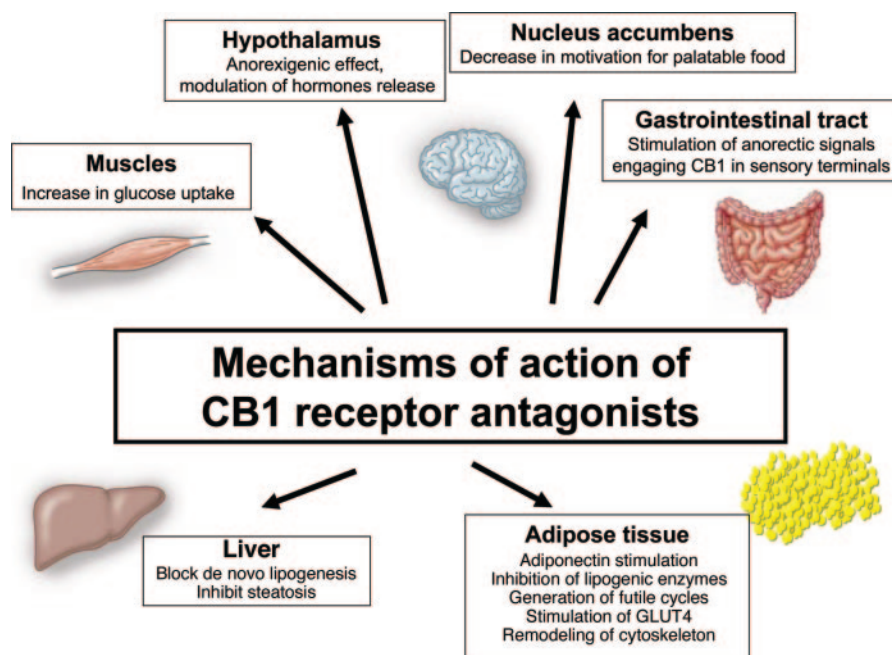 Hypothalamus
Anorexigenic effect,
modulation of hormones release
Nucleus accumbens
Decrease in motivation for palatable food
Muscles
Increase in glucose uptake
Gastrointestinal tract
Stimulation of anorectic signals
engaging CB1 in sensory terminals
Mechanisms of action of
CB1 receptor antagonists
Liver
Block de novo lipogenesis
Inhibit steatosis
Adipose tissue
Adiponectin stimulation
Inhibition of lipogenic enzymes
Generation of futile cycles
Stimulation of GLUT4
Remodeling of cytoskeleton